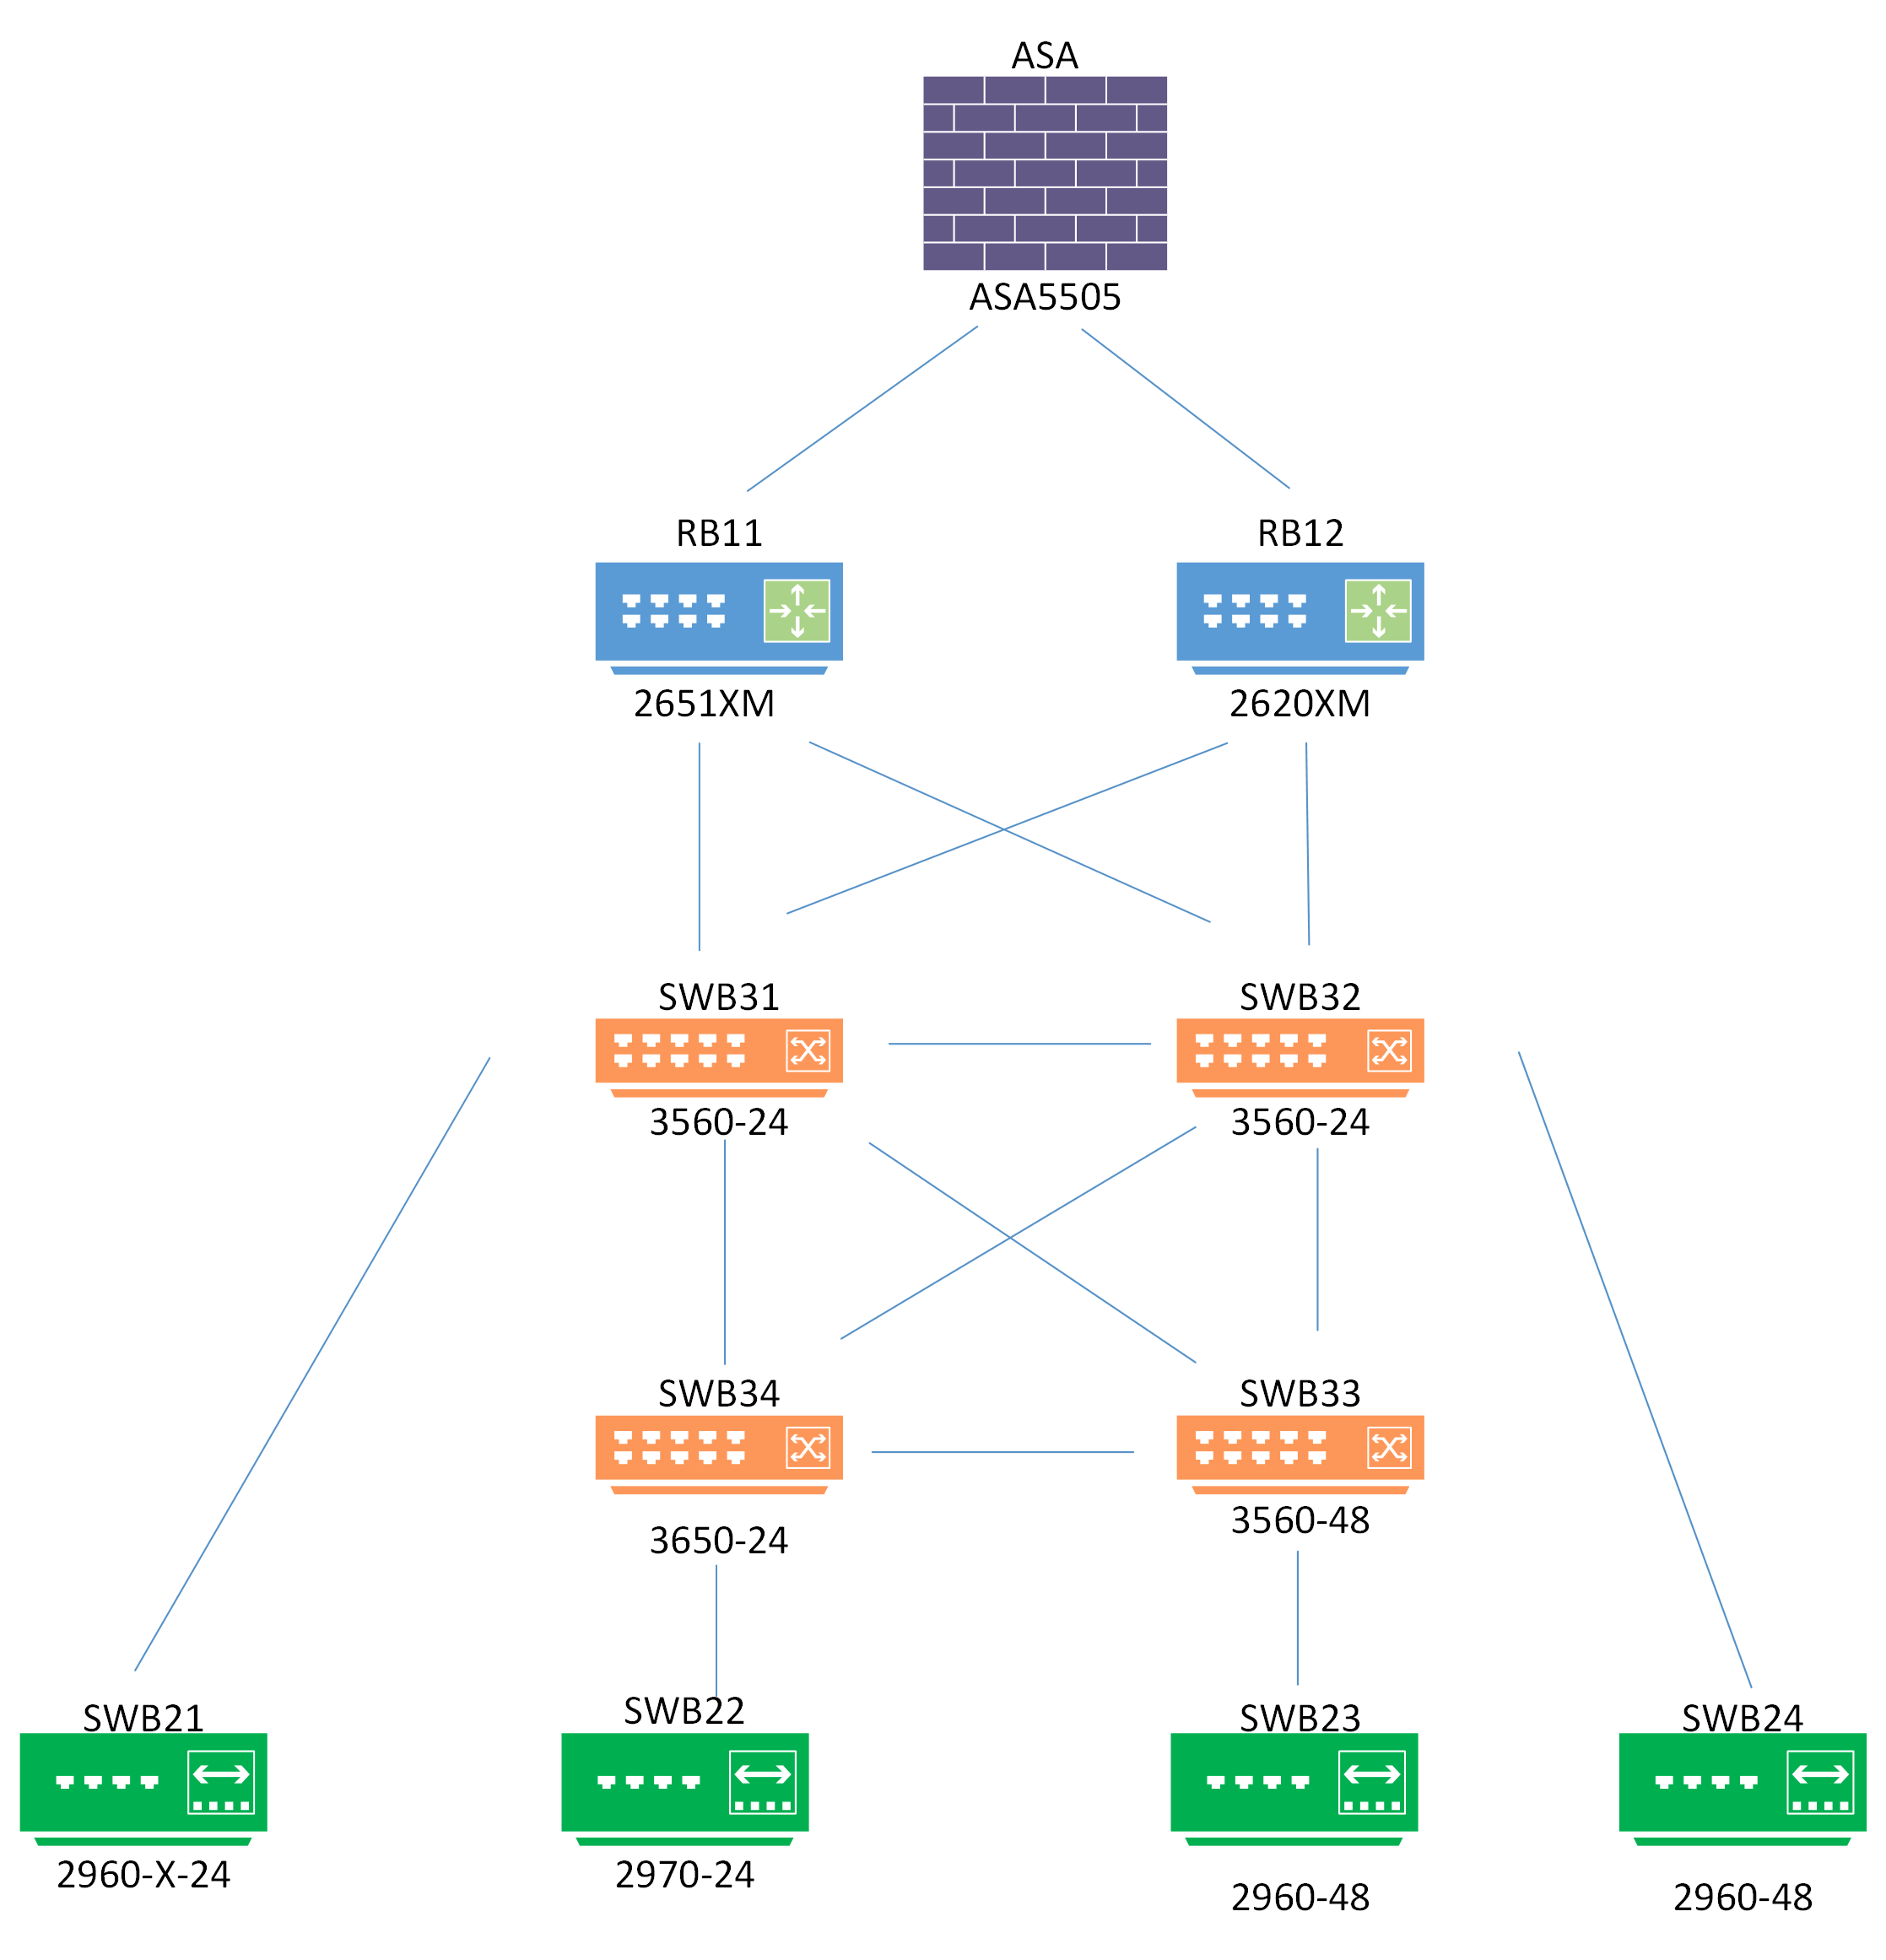 ASA
ASA5505
RB11
RB12
2651XM
2620XM
SWB31
SWB32
3560-24
3560-24
SWB34
SWB33
3650-24
3560-48
SWB21
SWB22
SWB23
SWB24
2960-X-24
2970-24
2960-48
2960-48